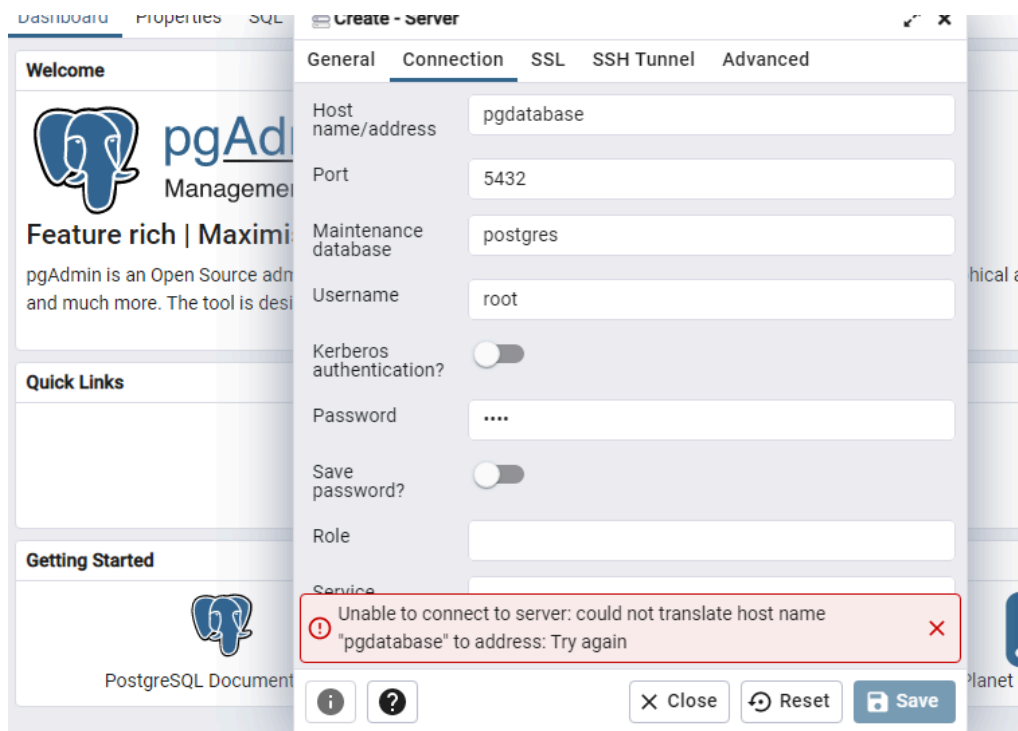 Dashboard Properties SQL
Create - Server
Welcome
General Connection SSL SSH Tunnel Advanced
pgAd
Management
Feature rich | Maximi
pgAdmin is an Open Source adm
hical a
and much more. The tool is desi
Host
name/address
pgdatabase
Port
5432
Maintenance
database
postgres
Username
root
Kerberos
authentication?
Password
••••
Save
password?
Role
Service
Quick Links
Getting Started
PostgreSQL Document
Planet
Unable to connect to server: could not translate host name
"pgdatabase" to address: Try again
Close Reset Save